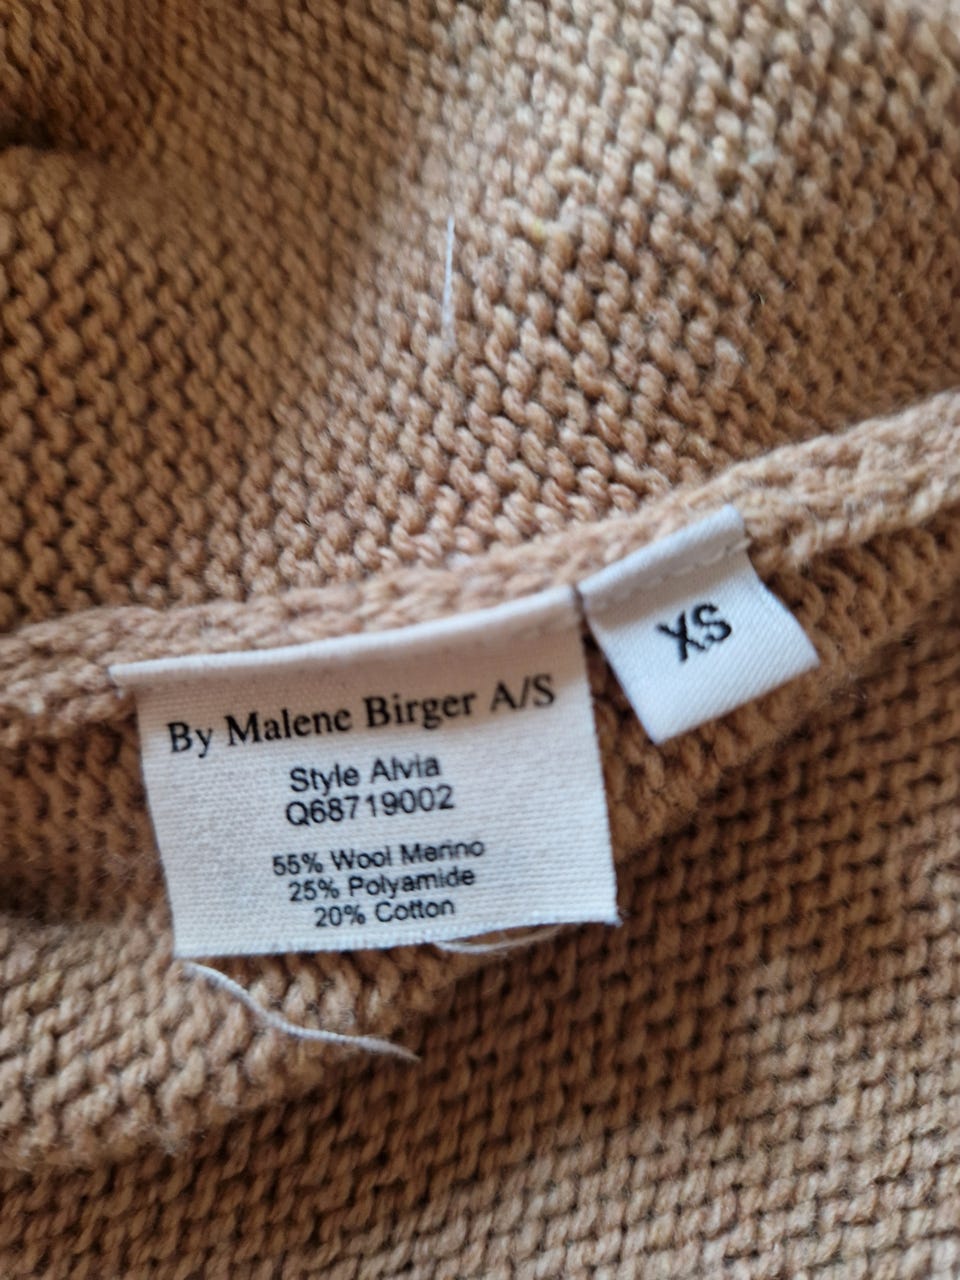 By Malene Birger A/S
Style Alvia
Q68719002
55% Wool Merino
25% Polyamide
20% Cotton
XS